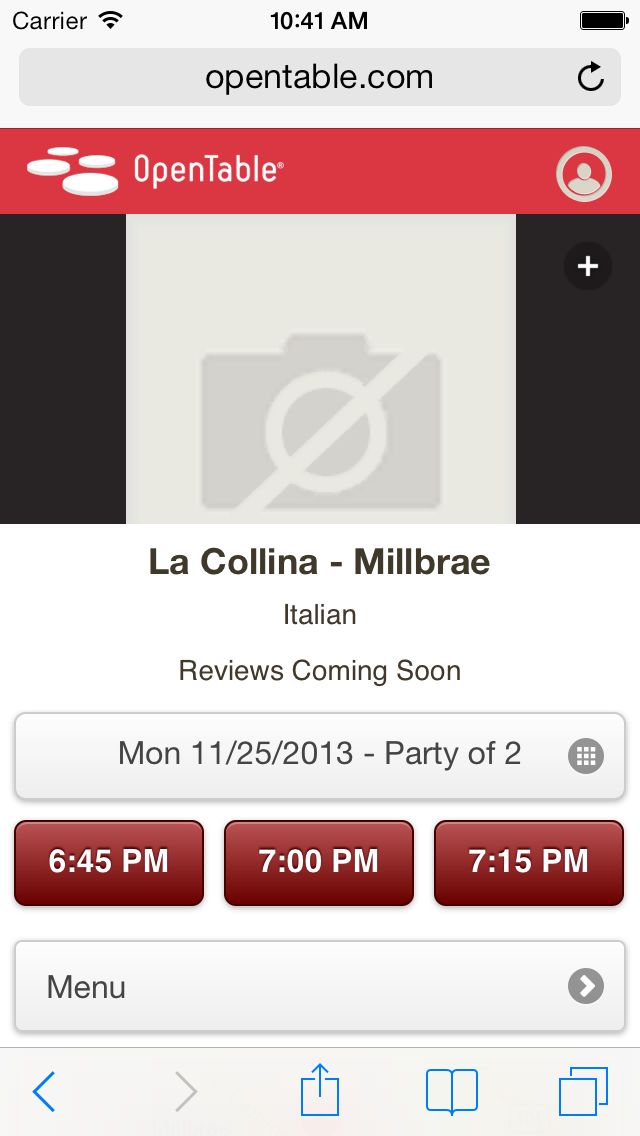 Carrier 10:41 AM
opentable.com
OpenTable®
La Collina - Millbrae
Italian
Reviews Coming Soon
Mon 11/25/2013 - Party of 2
6:45 PM 7:00 PM 7:15 PM
Menu